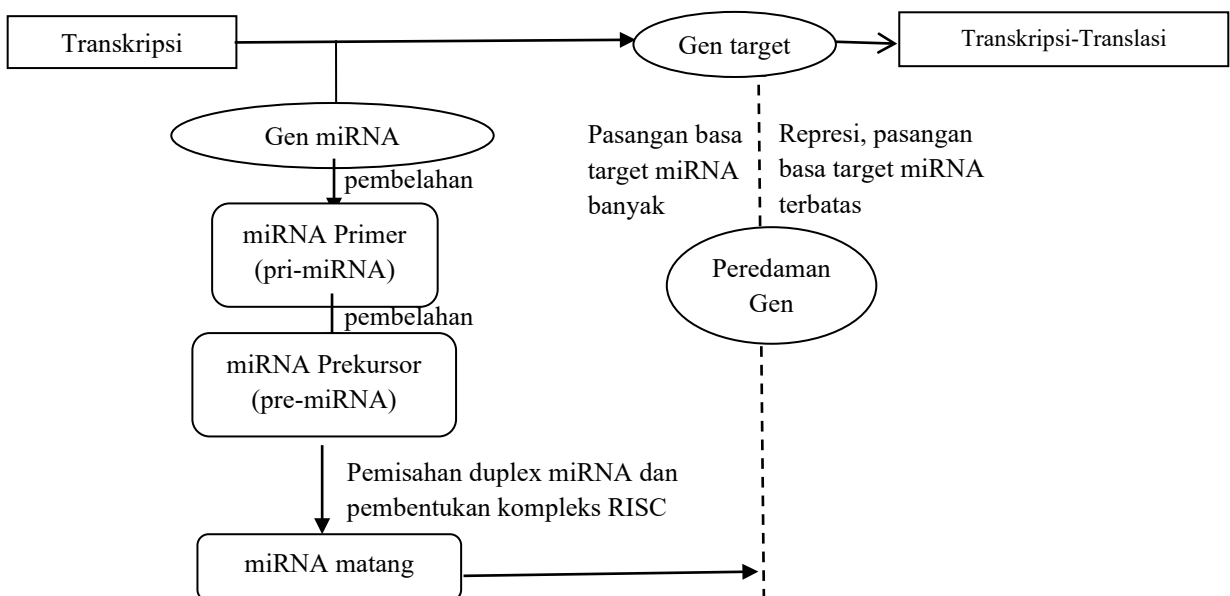 Transkripsi
Gen target
Transkripsi-Translasi
Gen miRNA
Pasangan basa
target miRNA
banyak
Represi, pasangan
basa target miRNA
terbatas
pembelahan
miRNA Primer
(pri-miRNA)
Peredaman
Gen
pembelahan
miRNA Prekursor
(pre-miRNA)
Pemisahan duplex miRNA dan
pembentukan kompleks RISC
miRNA matang